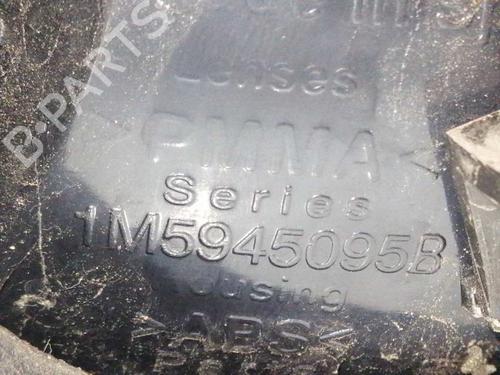 B-PARTS
Lenses
>PMMA<
Series
1M5945095B
Housing
>ABS<